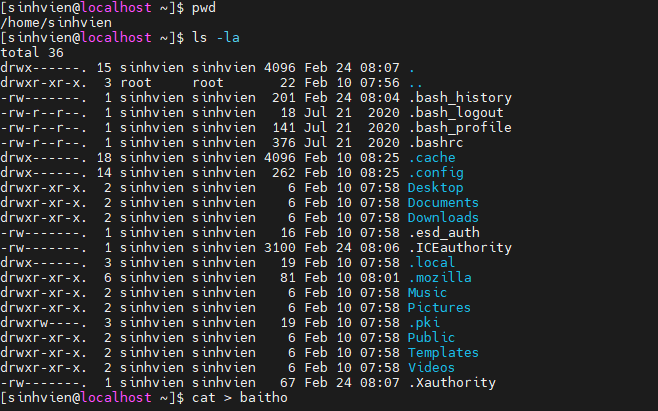 [sinhvien@localhost ~]$ pwd
/home/sinhvien
[sinhvien@localhost ~]$ ls -la
total 36
drwx------. 15 sinhvien sinhvien 4096 Feb 24 08:07 .
drwxr-xr-x.  3 root     root       22 Feb 10 07:56 ..
-rw-------.  1 sinhvien sinhvien  201 Feb 24 08:04 .bash_history
-rw-r--r--.  1 sinhvien sinhvien   18 Jul 21  2020 .bash_logout
-rw-r--r--.  1 sinhvien sinhvien  141 Jul 21  2020 .bash_profile
-rw-r--r--.  1 sinhvien sinhvien  376 Jul 21  2020 .bashrc
drwx------. 18 sinhvien sinhvien 4096 Feb 10 08:25 .cache
drwx------. 14 sinhvien sinhvien  262 Feb 10 08:25 .config
drwxr-xr-x.  2 sinhvien sinhvien    6 Feb 10 07:58 Desktop
drwxr-xr-x.  2 sinhvien sinhvien    6 Feb 10 07:58 Documents
drwxr-xr-x.  2 sinhvien sinhvien    6 Feb 10 07:58 Downloads
-rw-------.  1 sinhvien sinhvien   16 Feb 10 07:58 .esd_auth
-rw-------.  1 sinhvien sinhvien 3100 Feb 24 08:06 .ICEauthority
drwx------.  3 sinhvien sinhvien   19 Feb 10 07:58 .local
drwxr-xr-x.  6 sinhvien sinhvien   81 Feb 10 08:01 .mozilla
drwxr-xr-x.  2 sinhvien sinhvien    6 Feb 10 07:58 Music
drwxr-xr-x.  2 sinhvien sinhvien    6 Feb 10 07:58 Pictures
drwxrw----.  3 sinhvien sinhvien   19 Feb 10 07:58 .pki
drwxr-xr-x.  2 sinhvien sinhvien    6 Feb 10 07:58 Public
drwxr-xr-x.  2 sinhvien sinhvien    6 Feb 10 07:58 Templates
drwxr-xr-x.  2 sinhvien sinhvien    6 Feb 10 07:58 Videos
-rw-------.  1 sinhvien sinhvien   67 Feb 24 08:07 .Xauthority
[sinhvien@localhost ~]$ cat > baitho